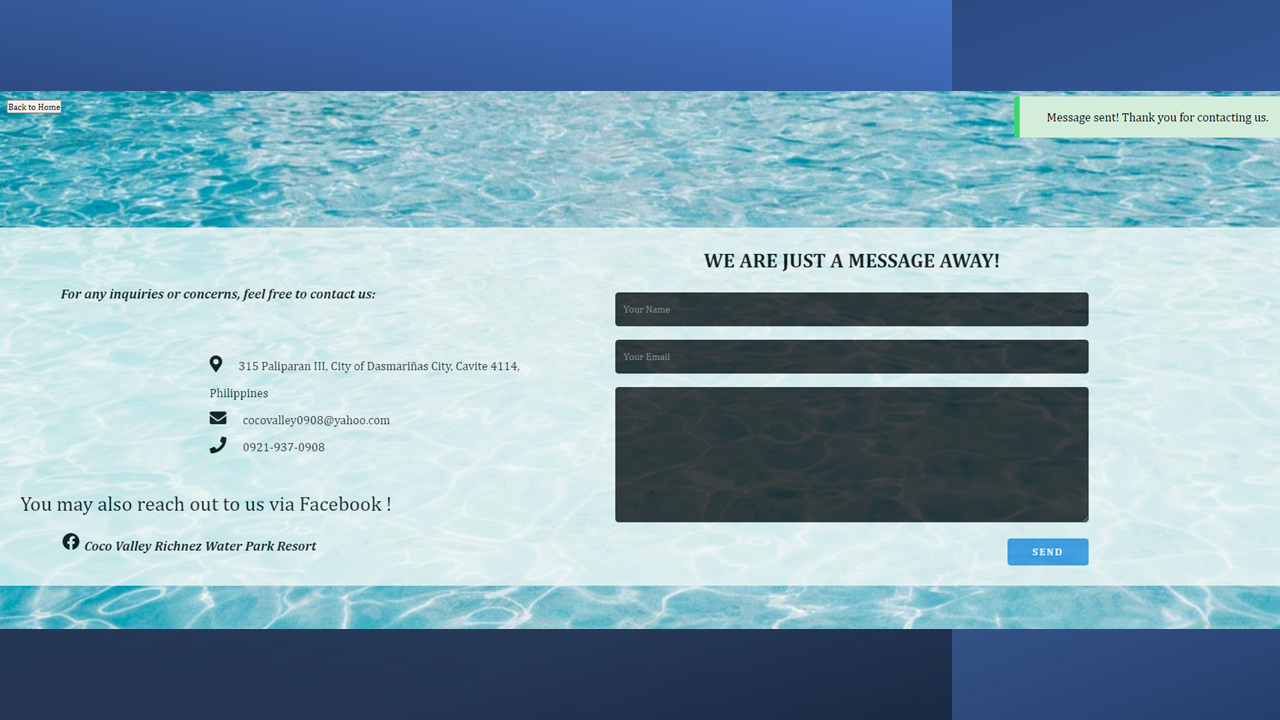 Back to Home
Message sent! Thank you for contacting us.
WE ARE JUST A MESSAGE AWAY!
For any inquiries or concerns, feel free to contact us:
Your Name
Your Email
315 Paliparan III, City of Dasmariñas City, Cavite 4114,
Philippines
cocovalley0908@yahoo.com
0921-937-0908
You may also reach out to us via Facebook !
Coco Valley Richnez Water Park Resort
SEND